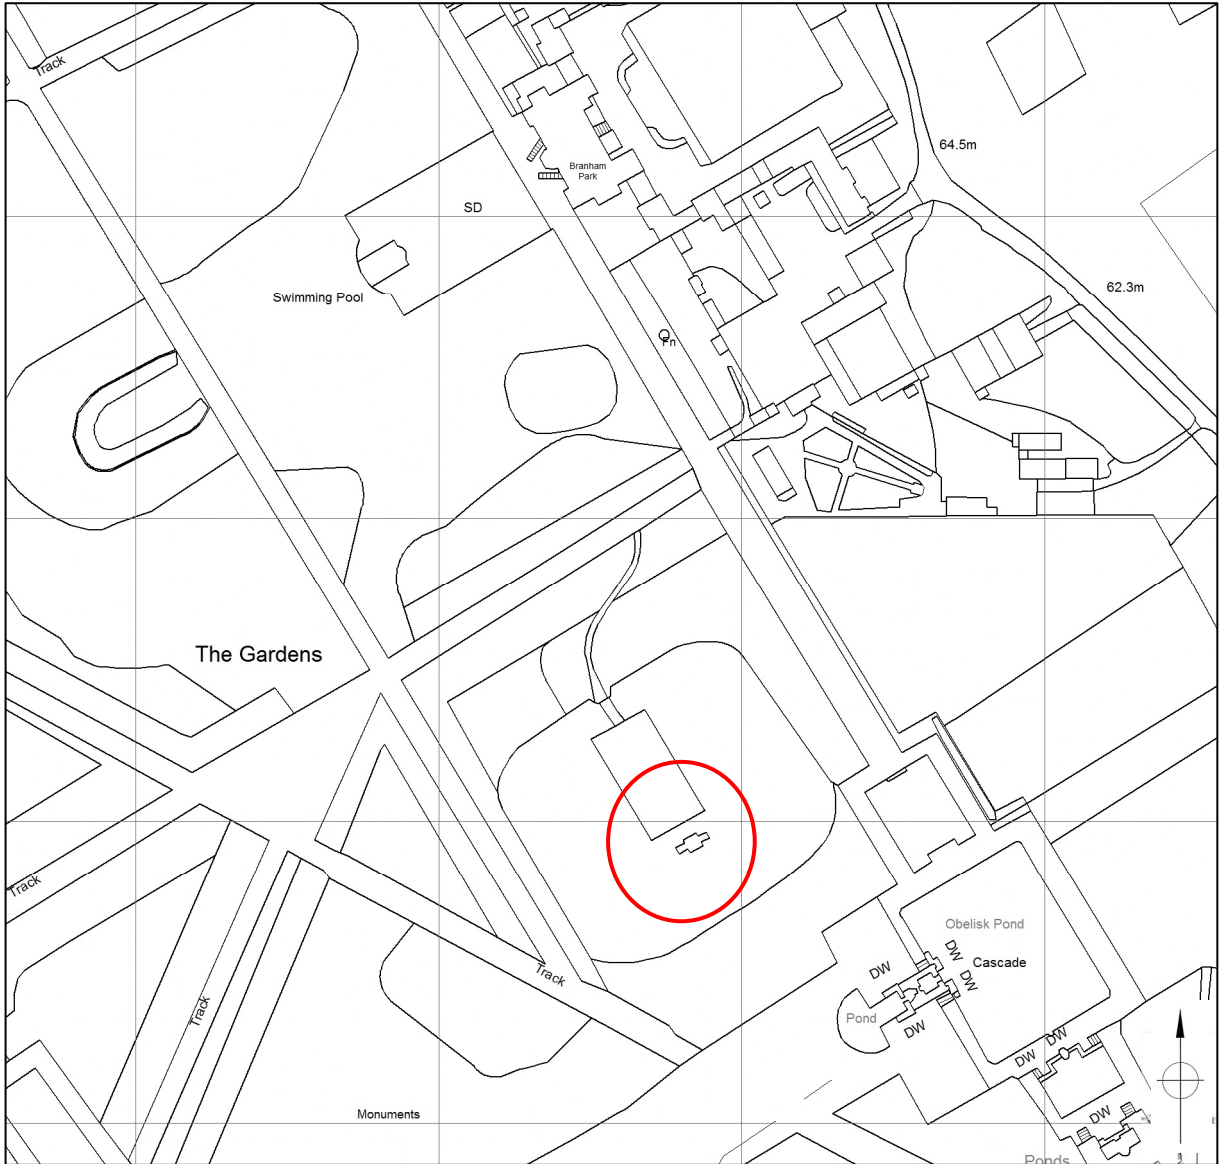 Track
64.5m
Branham
Park
SD
62.3m
Swimming Pool
Fn
The Gardens
Track
Obelisk Pond
DW
Cascade
DW
DW
Track
Track
Pond
DW
DW
DW
Monuments
DW
Ponds